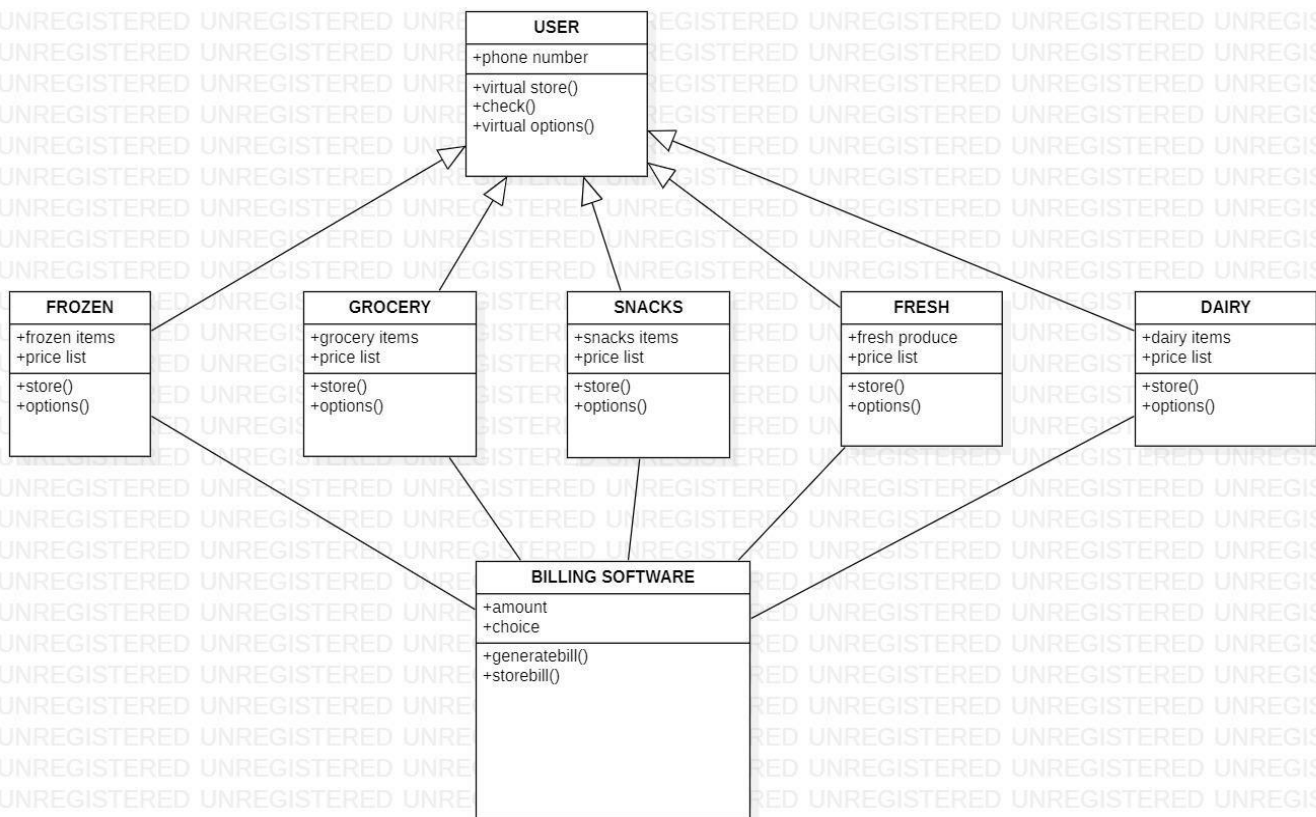 USER
+phone number
+virtual store()
+check()
+virtual options()
FROZEN
+frozen items
+price list
+store()
+options()
GROCERY
+grocery items
+price list
+store()
+options()
SNACKS
+snacks items
+price list
+store()
+options()
FRESH
+fresh produce
+price list
+store()
+options()
DAIRY
+dairy items
+price list
+store()
+options()
BILLING SOFTWARE
+amount
+choice
+generatebill()
+storebill()
UNREGISTERED